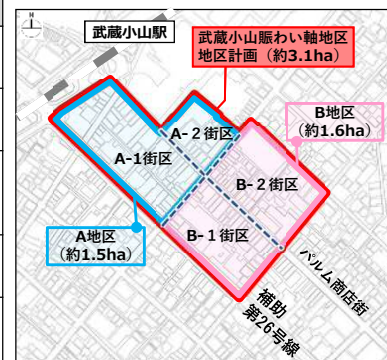 N
武蔵小山駅
武蔵小山賑わい軸地区
地区計画（約3.1ha）
B地区
（約1.6ha）
A-2街区
A-1街区
B-2街区
B-1街区
A地区
（約1.5ha）
パルム商店街
補助
第26号線